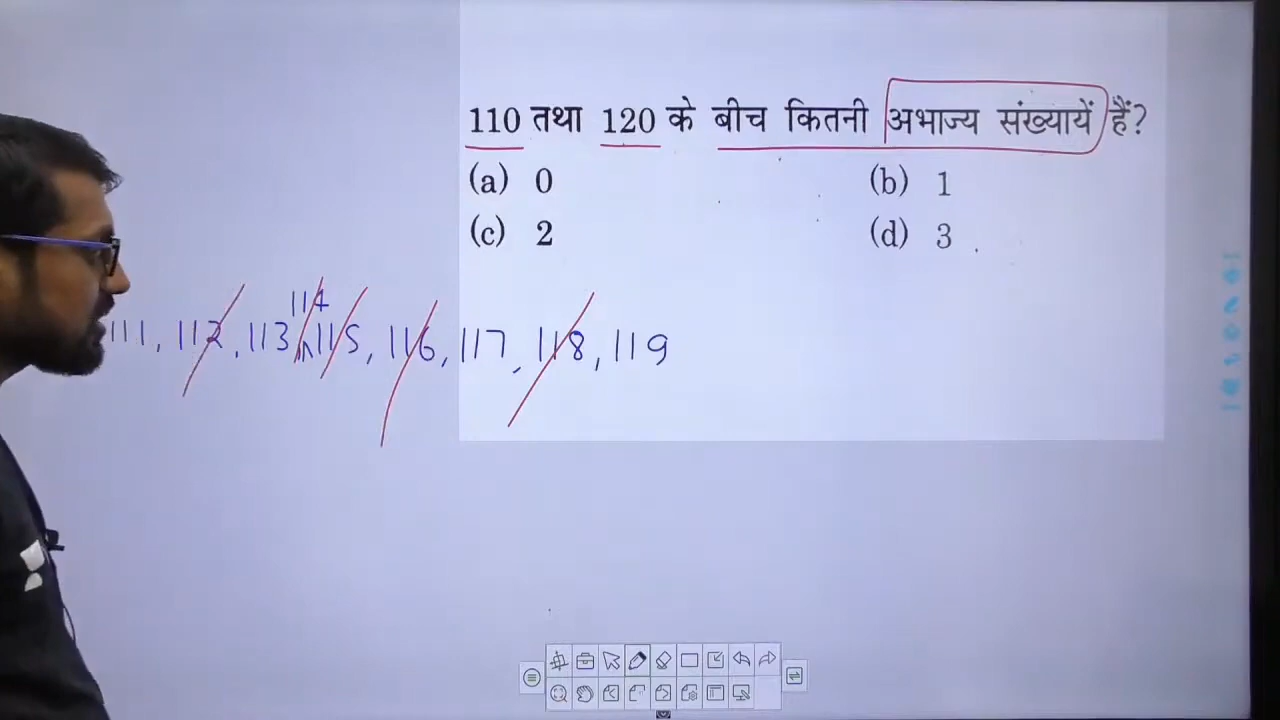 110 तथा 120 के बीच कितनी अभाज्य संख्यायें हैं?
(a) 0 (b) 1
(c) 2 (d) 3
114
111, 112, 113, 115, 116, 117, 118, 119